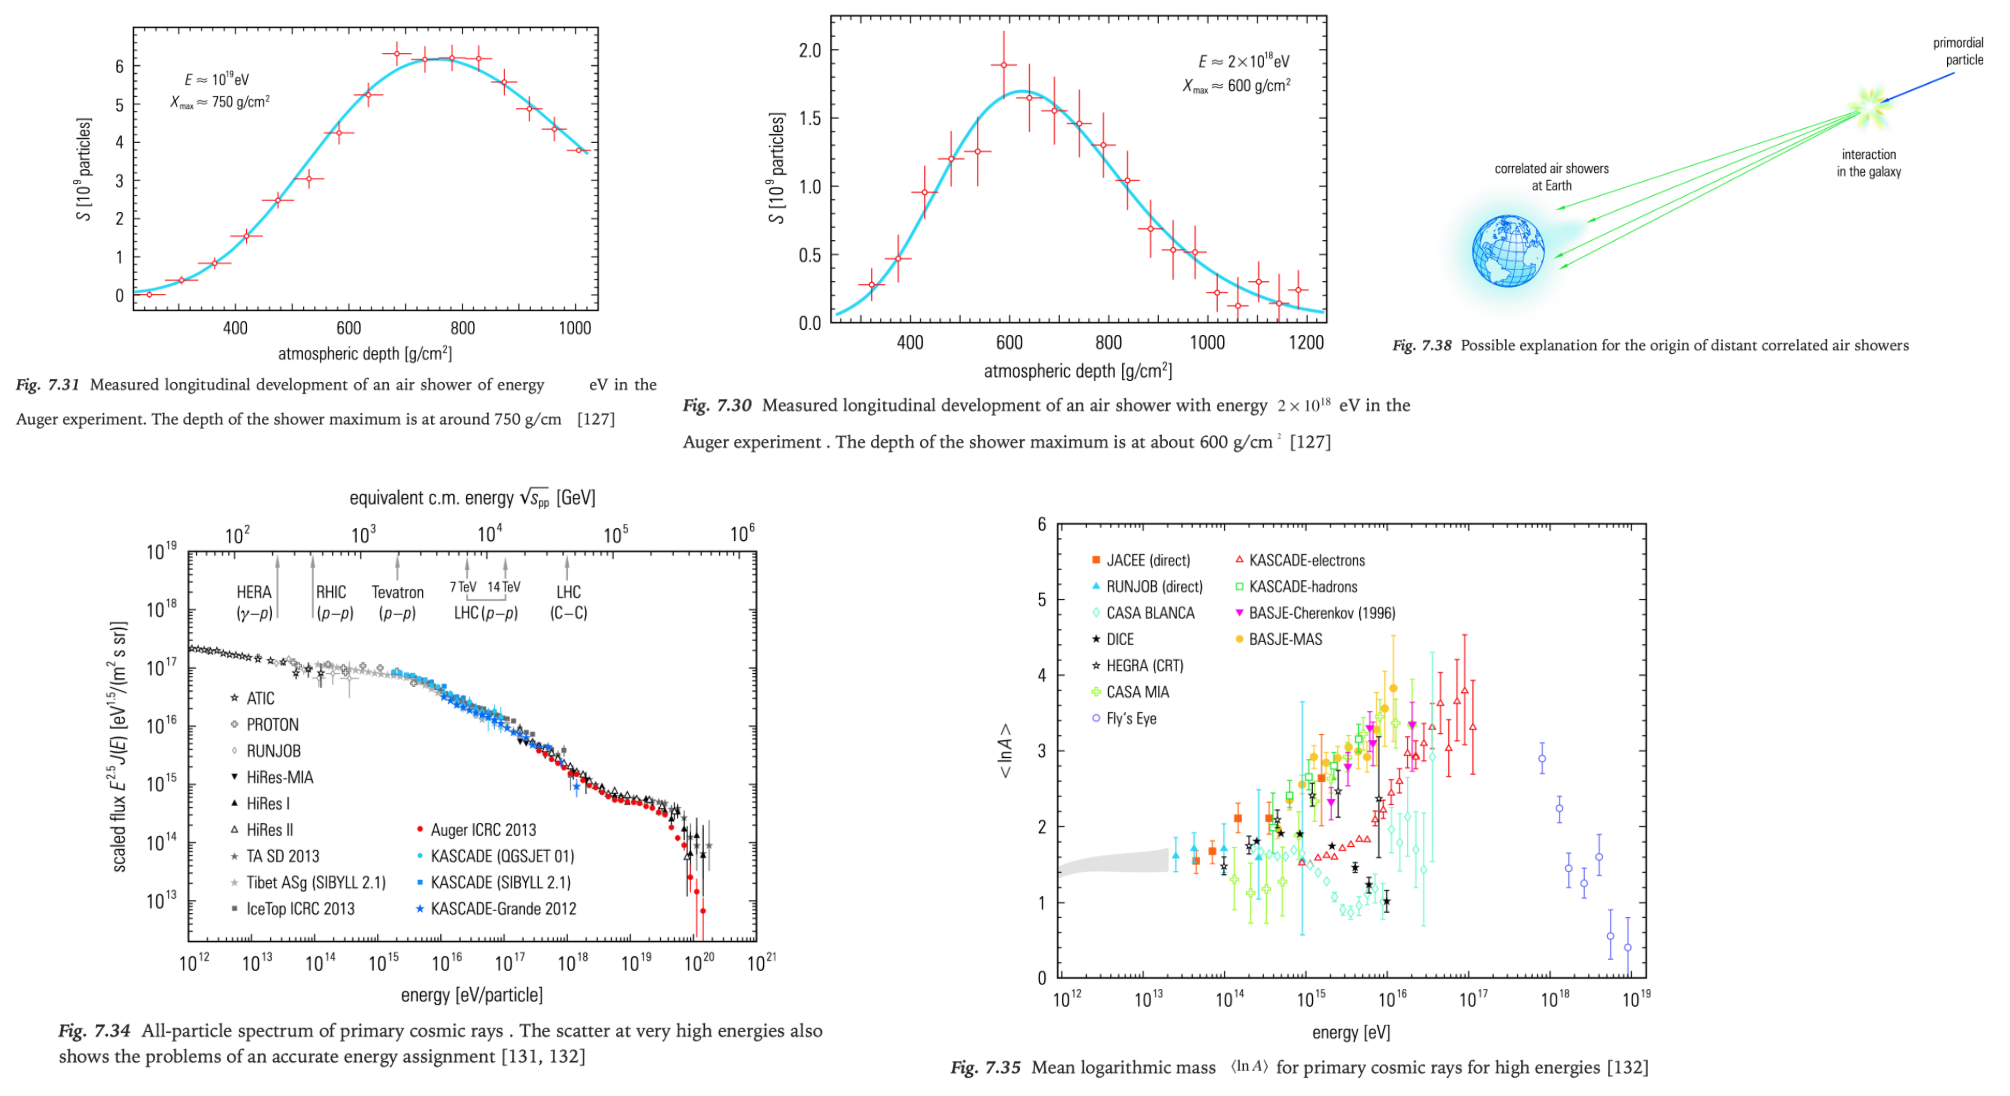 6
5
4
3
2
1
0
S [10⁹ particles]
E ≈ 10¹⁹eV
Xmax ≈ 750 g/cm²
400 600 800 1000
atmospheric depth [g/cm²]
Fig. 7.31 Measured longitudinal development of an air shower of energy eV in the
Auger experiment. The depth of the shower maximum is at around 750 g/cm [127]
2.0
1.5
1.0
0.5
0.0
S [10⁹ particles]
E ≈ 2×10¹⁸eV
Xmax ≈ 600 g/cm²
400 600 800 1000 1200
atmospheric depth [g/cm²]
Fig. 7.30 Measured longitudinal development of an air shower with energy 2 × 10¹⁸ eV in the
Auger experiment . The depth of the shower maximum is at about 600 g/cm ² [127]
primordial
particle
interaction
in the galaxy
correlated air showers
at Earth
Fig. 7.38 Possible explanation for the origin of distant correlated air showers
equivalent c.m. energy √spp [GeV]
10² 10³ 10⁴ 10⁵ 10⁶
10¹⁹
10¹⁸
10¹⁷
10¹⁶
10¹⁵
10¹⁴
10¹³
scaled flux E²·⁵J(E) [eV¹·⁵/(m² s sr)]
HERA
(γ–p)
RHIC
(p–p)
Tevatron
(p–p)
7 TeV 14 TeV
LHC (p–p)
LHC
(C–C)
ATIC
PROTON
RUNJOB
HiRes-MIA
HiRes I
HiRes II
TA SD 2013
Tibet ASg (SIBYLL 2.1)
IceTop ICRC 2013
Auger ICRC 2013
KASCADE (QGSJET 01)
KASCADE (SIBYLL 2.1)
KASCADE-Grande 2012
10¹² 10¹³ 10¹⁴ 10¹⁵ 10¹⁶ 10¹⁷ 10¹⁸ 10¹⁹ 10²⁰ 10²¹
energy [eV/particle]
Fig. 7.34 All-particle spectrum of primary cosmic rays . The scatter at very high energies also
shows the problems of an accurate energy assignment [131, 132]
6
5
4
3
2
1
0
<lnA>
JACEE (direct)
RUNJOB (direct)
CASA BLANCA
DICE
HEGRA (CRT)
CASA MIA
Fly's Eye
KASCADE-electrons
KASCADE-hadrons
BASJE-Cherenkov (1996)
BASJE-MAS
10¹² 10¹³ 10¹⁴ 10¹⁵ 10¹⁶ 10¹⁷ 10¹⁸ 10¹⁹
energy [eV]
Fig. 7.35 Mean logarithmic mass ⟨ln A⟩ for primary cosmic rays for high energies [132]